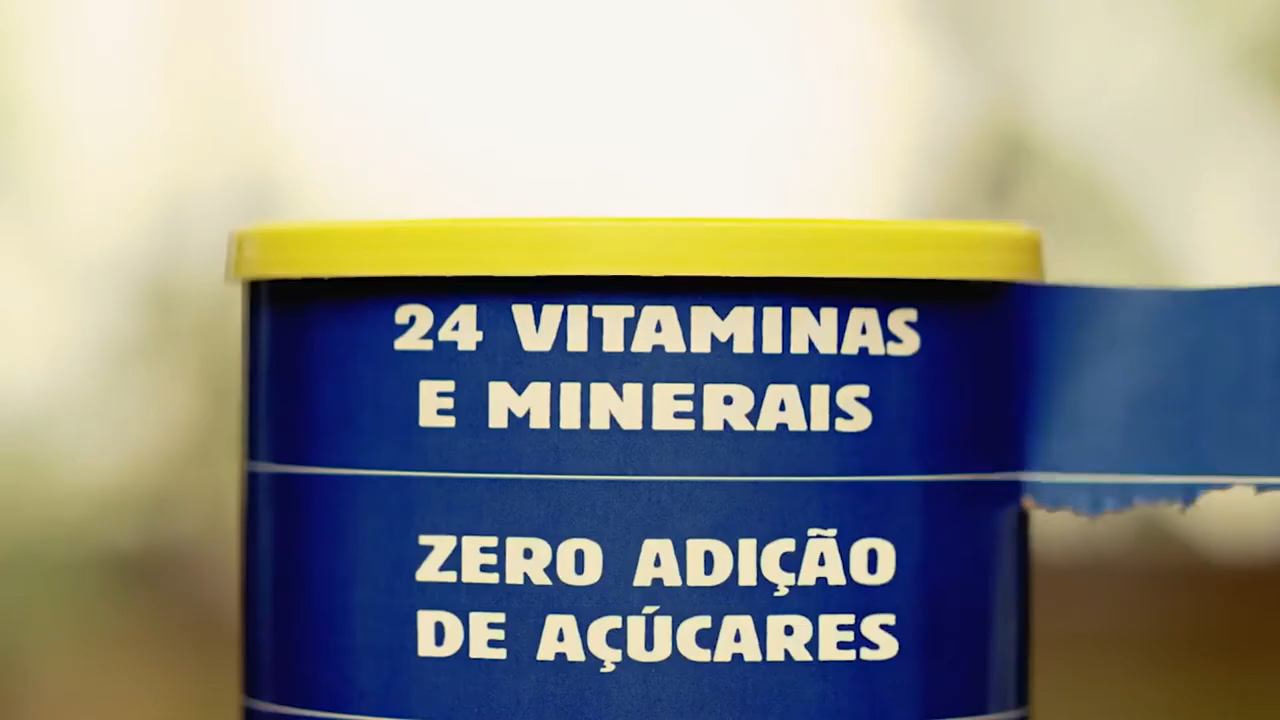 24 VITAMINAS
E MINERAIS
ZERO ADIÇÃO
DE AÇÚCARES